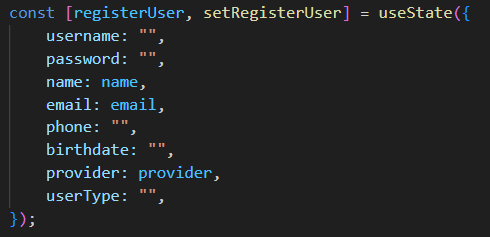 const [registerUser, setRegisterUser] = useState({
username: "",
password: "",
name: name,
email: email,
phone: "",
birthdate: "",
provider: provider,
userType: "",
});